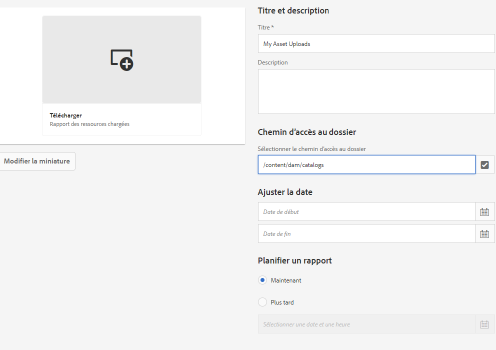 Télécharger
Rapport des ressources chargées
Modifier la miniature
Titre et description
Titre *
My Asset Uploads
Description
Chemin d'accès au dossier
Sélectionner le chemin d'accès au dossier
/content/dam/catalogs
Ajuster la date
Date de début
Date de fin
Planifier un rapport
Maintenant
Plus tard
Sélectionner une date et une heure